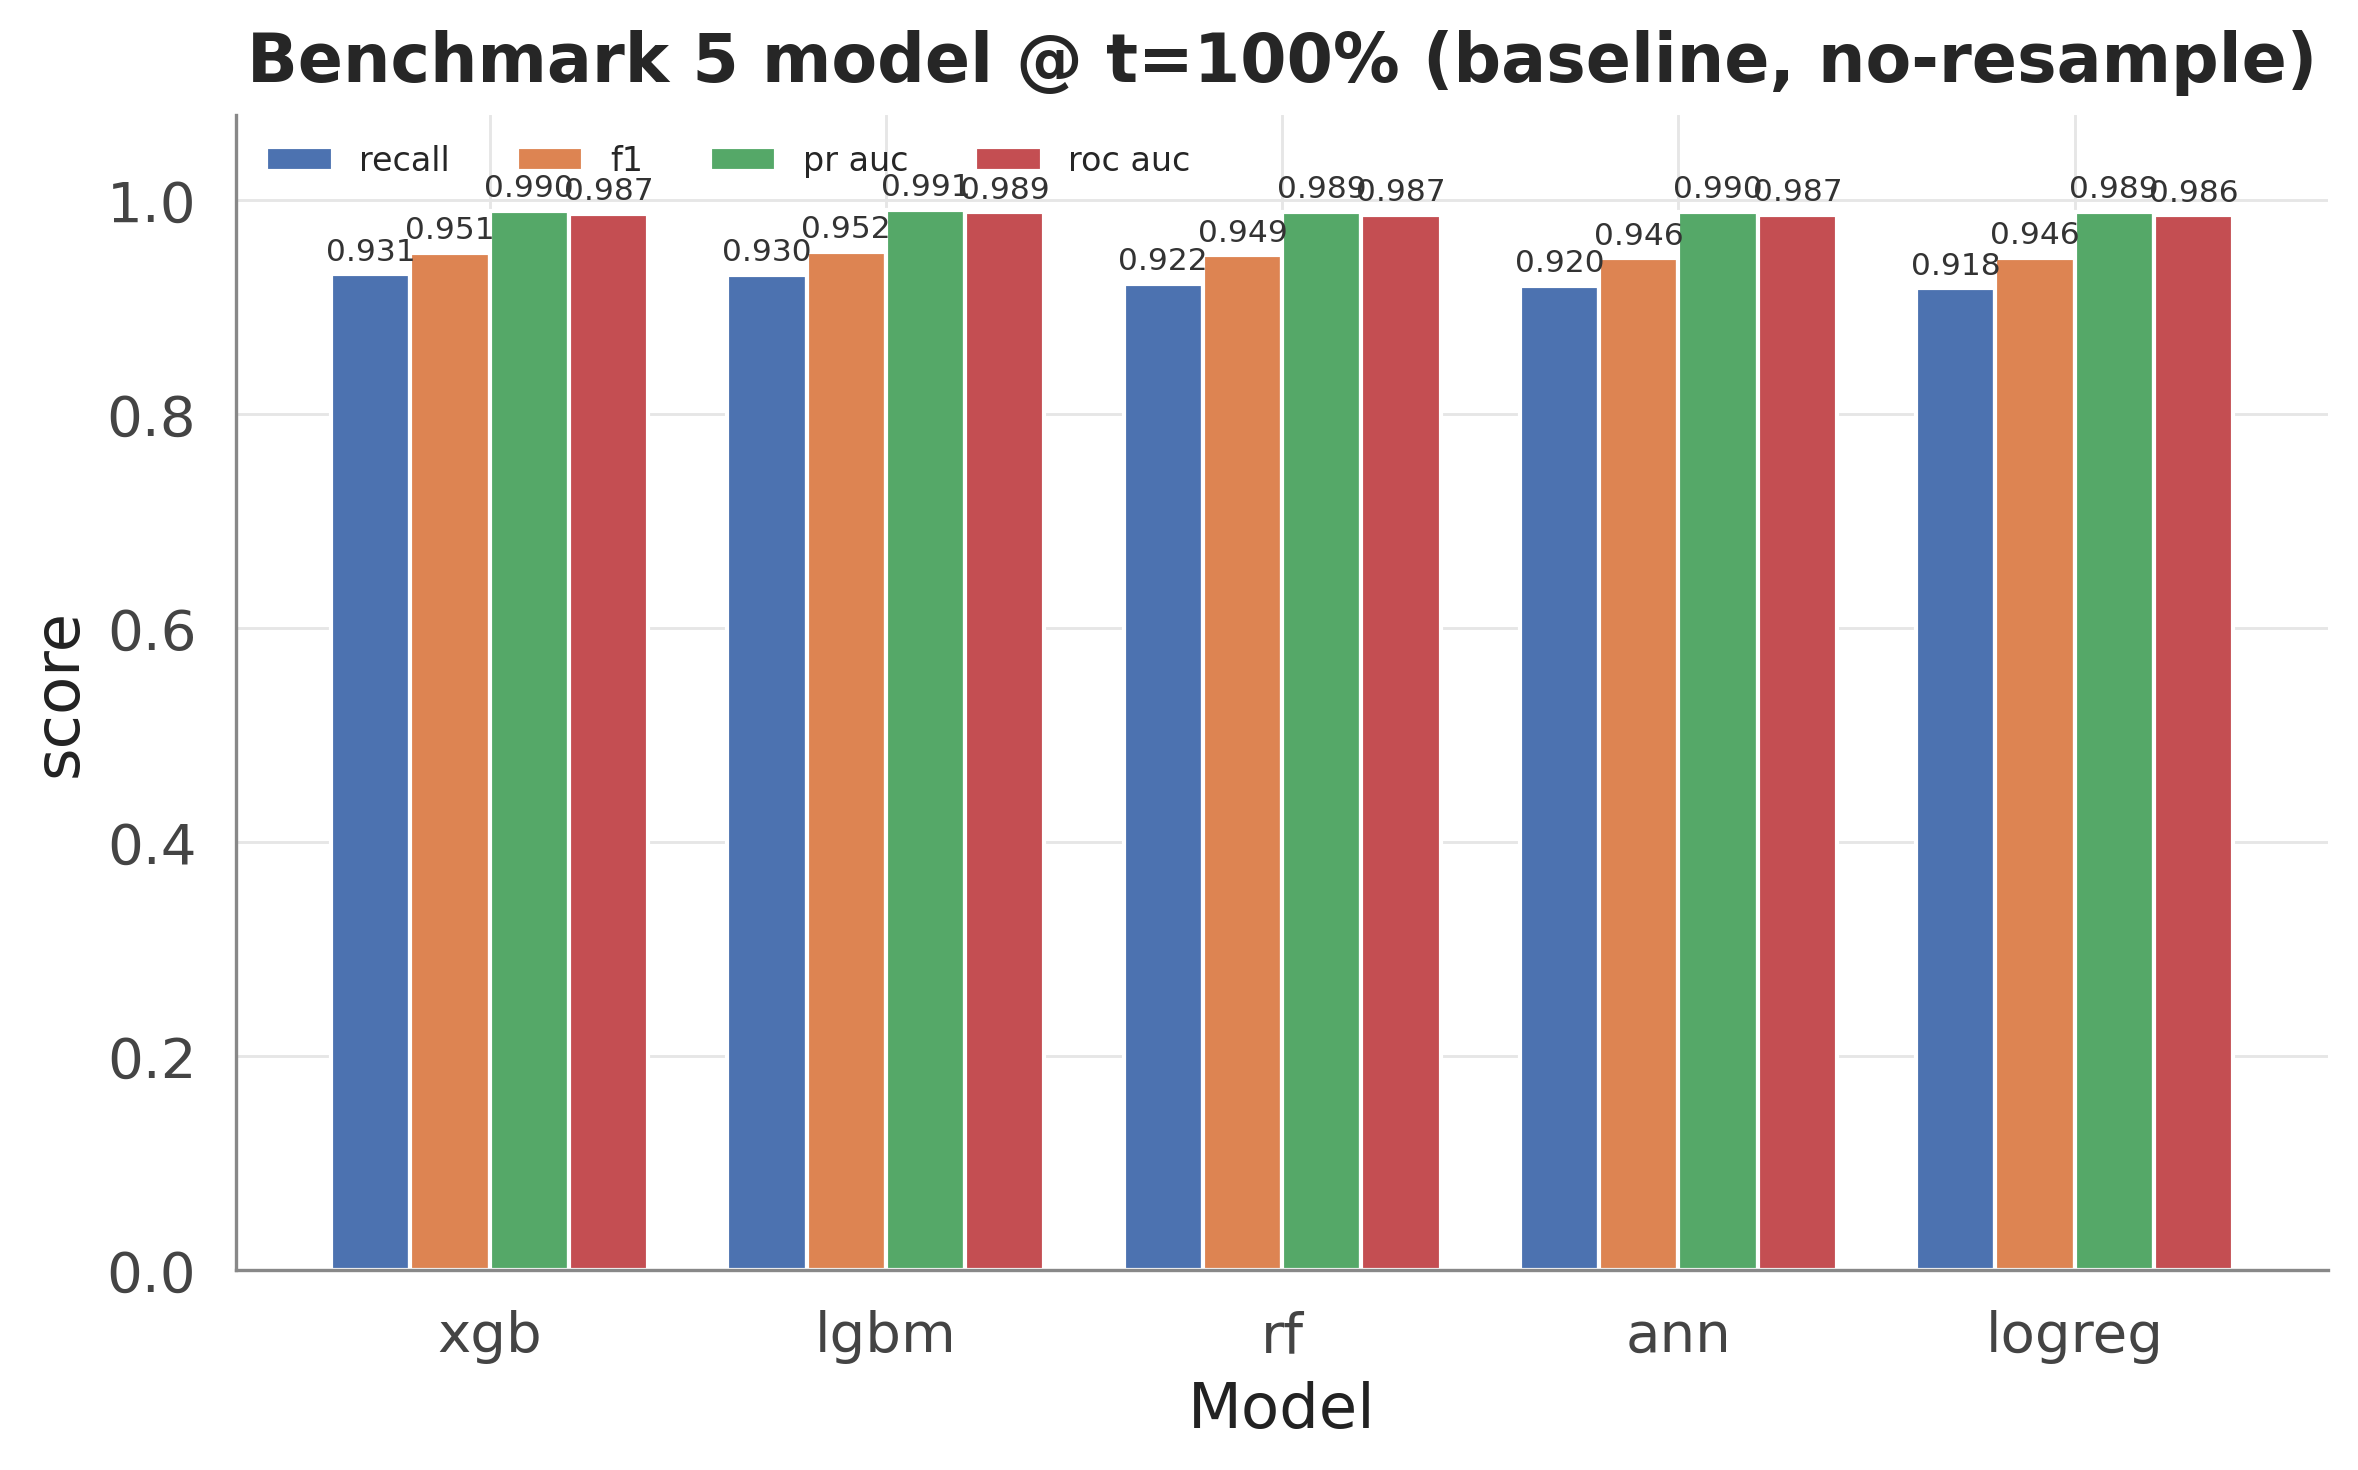 Benchmark 5 model @ t=100% (baseline, no-resample)
recall f1 pr auc roc auc
0.931 0.951 0.990 0.987 0.930 0.952 0.991 0.989 0.922 0.949 0.989 0.987 0.920 0.946 0.990 0.987 0.918 0.946 0.989 0.986
1.0
0.8
0.6
0.4
0.2
0.0
score
xgb lgbm rf ann logreg
Model